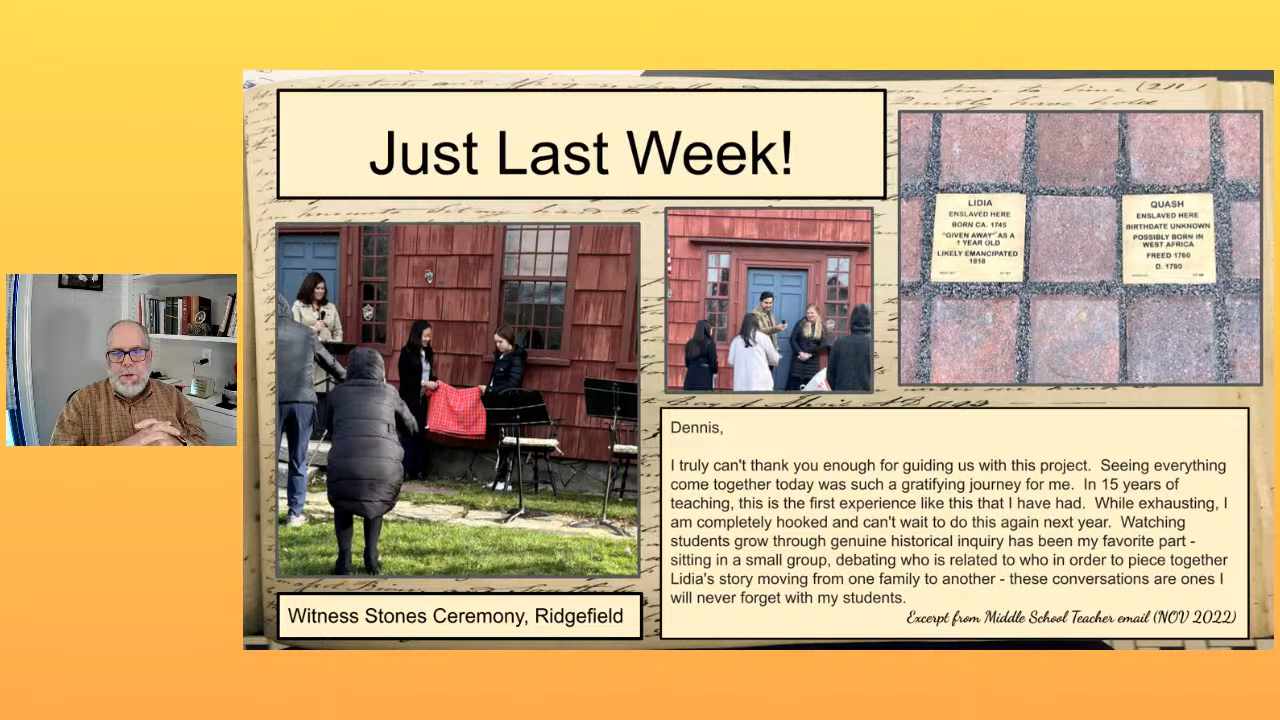 Just Last Week!
LIDIA
ENSLAVED HERE
BORN CA. 1745
"GIVEN AWAY" AS A
1 YEAR OLD
LIKELY EMANCIPATED
1818
QUASH
ENSLAVED HERE
BIRTHDATE UNKNOWN
POSSIBLY BORN IN
WEST AFRICA
FREED 1760
D. 1780
Dennis,
I truly can't thank you enough for guiding us with this project. Seeing everything
come together today was such a gratifying journey for me. In 15 years of
teaching, this is the first experience like this that I have had. While exhausting, I
am completely hooked and can't wait to do this again next year. Watching
students grow through genuine historical inquiry has been my favorite part -
sitting in a small group, debating who is related to who in order to piece together
Lidia's story moving from one family to another - these conversations are ones I
will never forget with my students.
Excerpt from Middle School Teacher email (NOV 2022)
Witness Stones Ceremony, Ridgefield